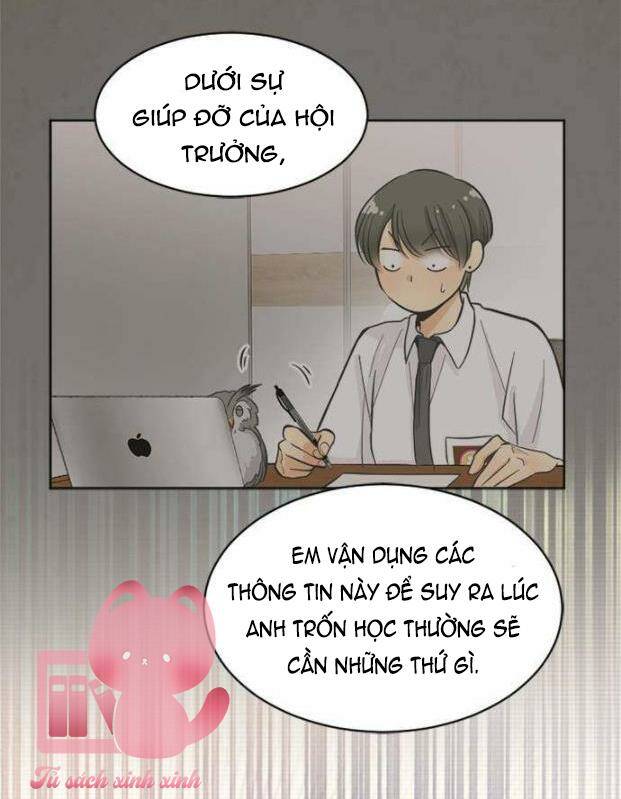 DƯỚI SỰ
GIÚP ĐỠ CỦA HỘI
TRƯỞNG,
EM VẬN DỤNG CÁC
THÔNG TIN NÀY ĐỂ SUY RA LÚC
ANH TRỐN HỌC THƯỜNG SẼ
CẦN NHỮNG THỨ GÌ.
Tủ sách xinh xinh